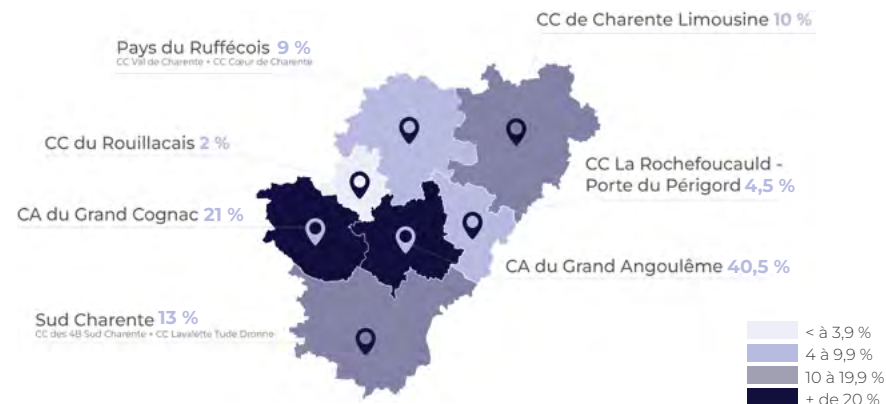 CC de Charente Limousine 10 %
Pays du Ruffécois 9 %
CC Val de Charente + CC Cœur de Charente
CC du Rouillacais 2 %
CC La Rochefoucauld -
Porte du Périgord 4,5 %
CA du Grand Cognac 21 %
CA du Grand Angoulême 40,5 %
Sud Charente 13 %
CC des 4B Sud Charente + CC Lavalette Tude Dronne
< à 3,9 %
4 à 9,9 %
10 à 19,9 %
+ de 20 %